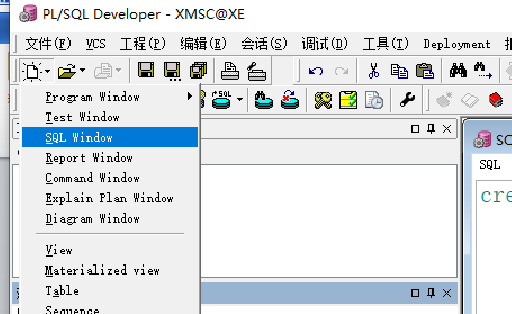 PL/SQL Developer - XMSC@XE
文件(F) VCS 工程(P) 编辑(E) 会话(S) 调试(D) 工具(T) Deployment
Program Window
Test Window
SQL Window
Report Window
Command Window
Explain Plan Window
Diagram Window
View
Materialized view
Table
Sequence
SQL
cre